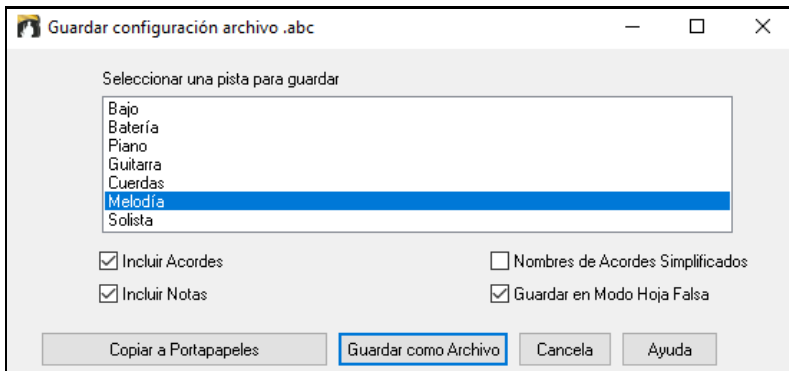 Guardar configuración archivo .abc
Seleccionar una pista para guardar
Bajo
Batería
Piano
Guitarra
Cuerdas
Melodía
Solista
Incluir Acordes
Nombres de Acordes Simplificados
Incluir Notas
Guardar en Modo Hoja Falsa
Copiar a Portapapeles
Guardar como Archivo
Cancela
Ayuda